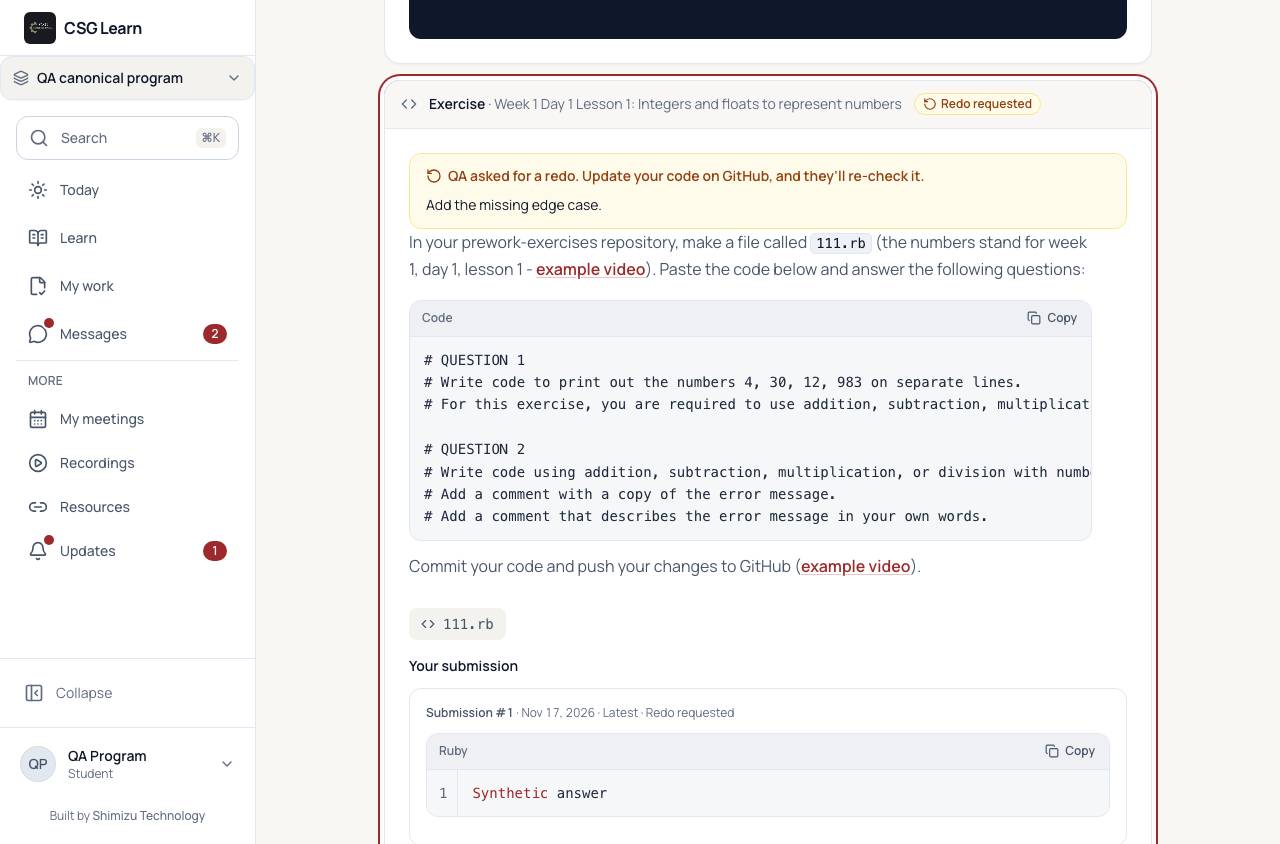 CSG Learn
QA canonical program
Search ⌘K
Today
Learn
My work
Messages 2
MORE
My meetings
Recordings
Resources
Updates 1
Collapse
QP
QA Program
Student
Built by Shimizu Technology
Exercise · Week 1 Day 1 Lesson 1: Integers and floats to represent numbers Redo requested
QA asked for a redo. Update your code on GitHub, and they'll re-check it.
Add the missing edge case.
In your prework-exercises repository, make a file called 111.rb (the numbers stand for week
1, day 1, lesson 1 - example video). Paste the code below and answer the following questions:
Code Copy
# QUESTION 1
# Write code to print out the numbers 4, 30, 12, 983 on separate lines.
# For this exercise, you are required to use addition, subtraction, multiplicat
# QUESTION 2
# Write code using addition, subtraction, multiplication, or division with numb
# Add a comment with a copy of the error message.
# Add a comment that describes the error message in your own words.
Commit your code and push your changes to GitHub (example video).
<> 111.rb
Your submission
Submission #1 · Nov 17, 2026 · Latest · Redo requested
Ruby Copy
1 Synthetic answer